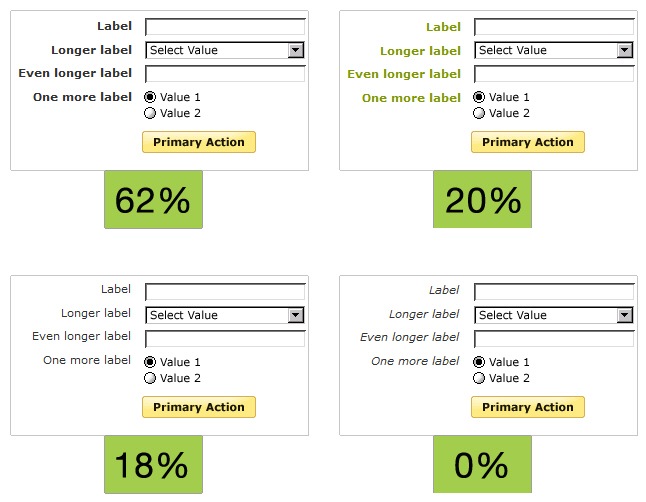 Label
Longer label Select Value
Even longer label
One more label Value 1
Value 2
Primary Action
62%
Label
Longer label Select Value
Even longer label
One more label Value 1
Value 2
Primary Action
20%
Label
Longer label Select Value
Even longer label
One more label Value 1
Value 2
Primary Action
18%
Label
Longer label Select Value
Even longer label
One more label Value 1
Value 2
Primary Action
0%